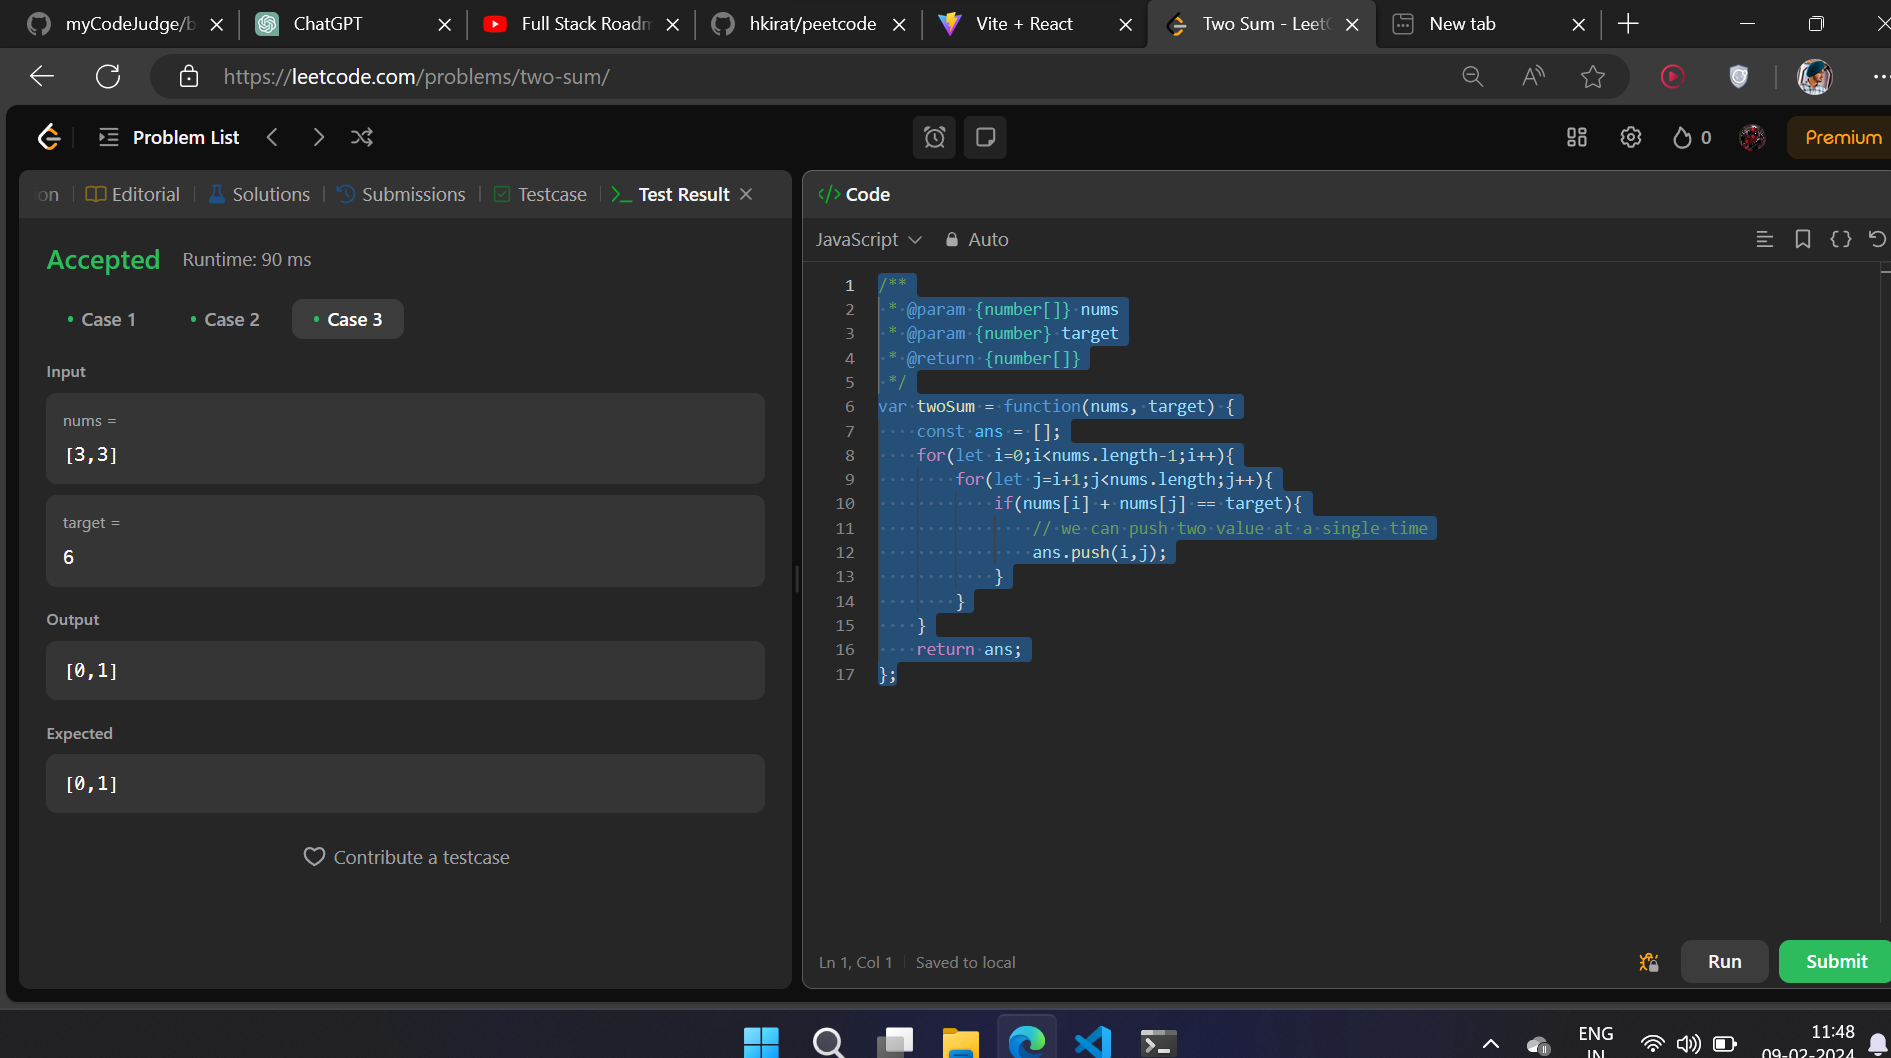 myCodeJudge/b
ChatGPT
Full Stack Roadm
hkirat/peetcode
Vite + React
Two Sum - LeetC
New tab
https://leetcode.com/problems/two-sum/
Problem List
0
Premium
on
Editorial
Solutions
Submissions
Testcase
Test Result
Accepted
Runtime: 90 ms
Case 1
Case 2
Case 3
Input
nums =
[3,3]
target =
6
Output
[0,1]
Expected
[0,1]
Contribute a testcase
</> Code
JavaScript
Auto
1 /**
2  * @param {number[]} nums
3  * @param {number} target
4  * @return {number[]}
5  */
6 var twoSum = function(nums, target) {
7     const ans = [];
8     for(let i=0;i<nums.length-1;i++){
9         for(let j=i+1;j<nums.length;j++){
10             if(nums[i] + nums[j] == target){
11                 // we can push two value at a single time
12                 ans.push(i,j);
13             }
14         }
15     }
16     return ans;
17 };
Ln 1, Col 1
Saved to local
Run
Submit
ENG
IN
11:48
09-02-2024